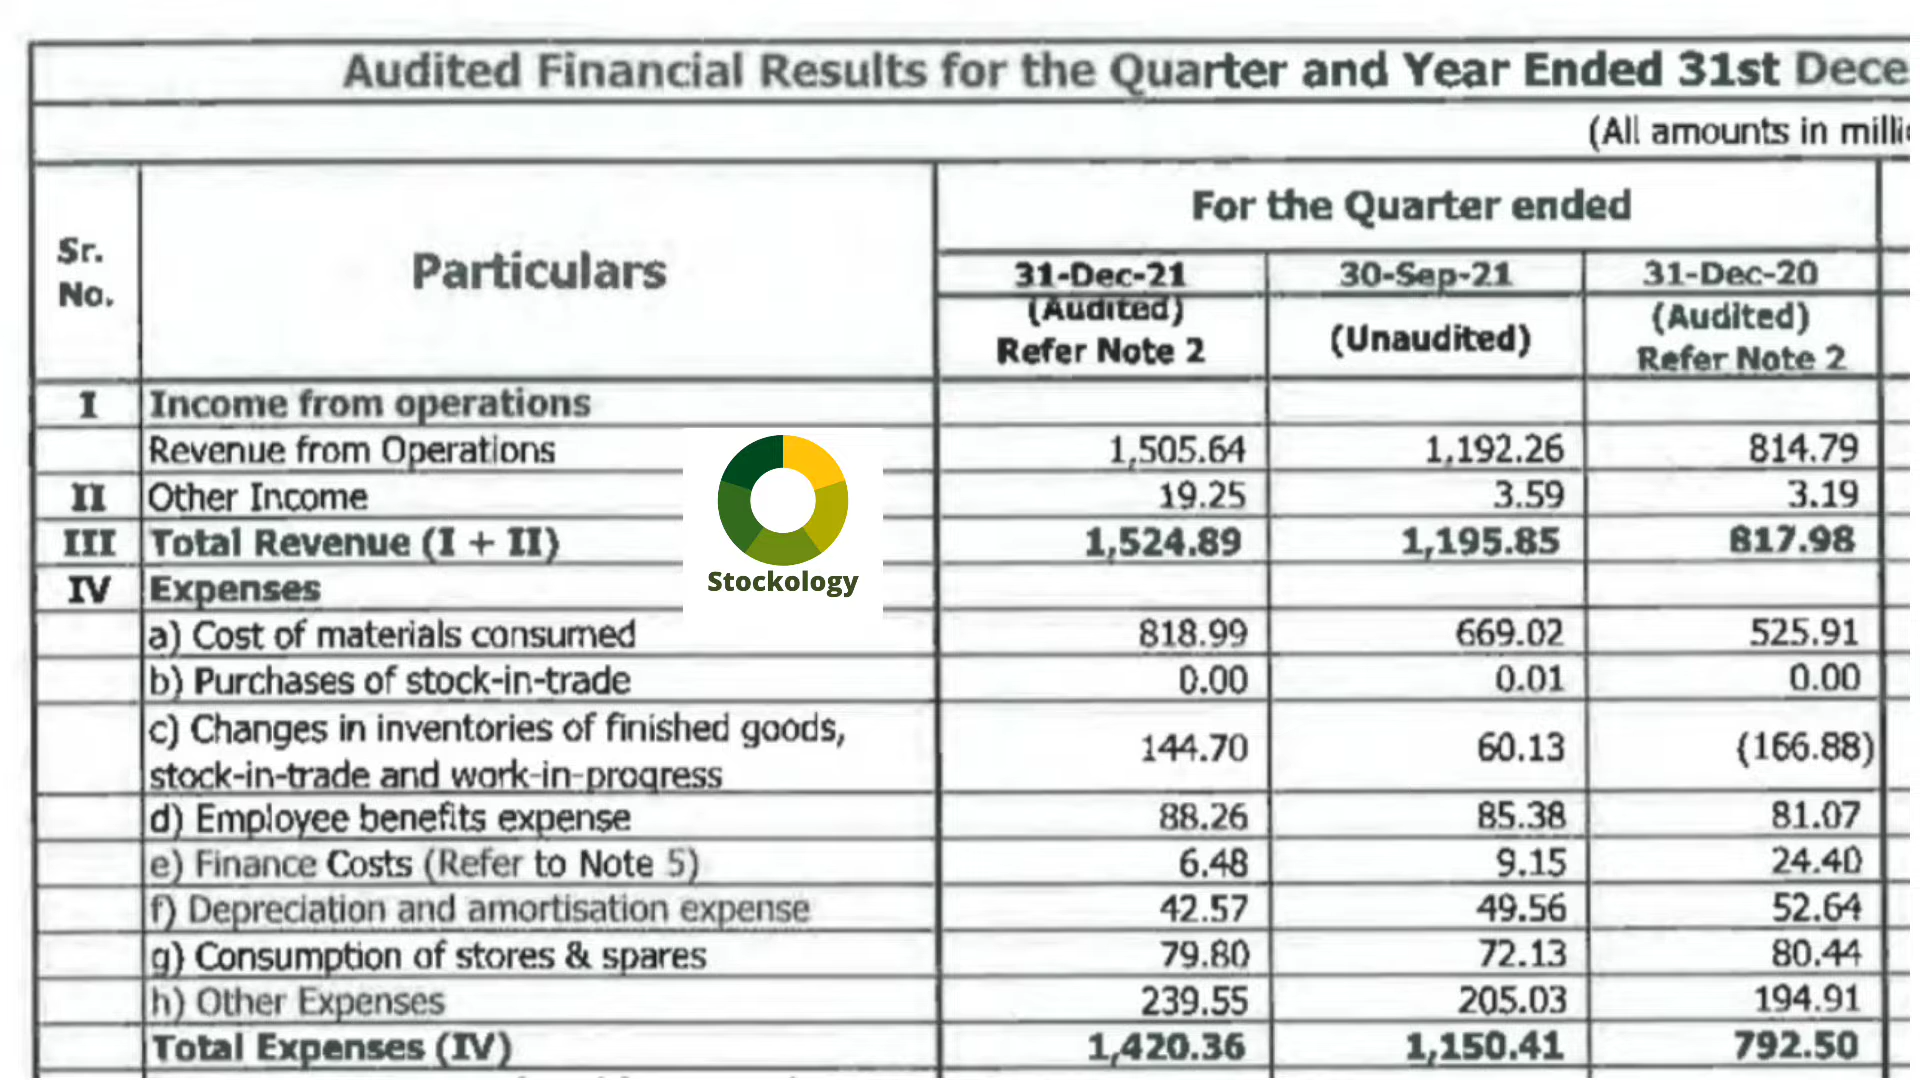 Audited Financial Results for the Quarter and Year Ended 31st Dece
(All amounts in milli
Sr. No. Particulars For the Quarter ended
31-Dec-21 30-Sep-21 31-Dec-20
(Audited) Refer Note 2 (Unaudited) (Audited) Refer Note 2
I Income from operations
Revenue from Operations 1,505.64 1,192.26 814.79
II Other Income 19.25 3.59 3.19
III Total Revenue (I + II) 1,524.89 1,195.85 817.98
IV Expenses
Stockology
a) Cost of materials consumed 818.99 669.02 525.91
b) Purchases of stock-in-trade 0.00 0.01 0.00
c) Changes in inventories of finished goods,
stock-in-trade and work-in-progress 144.70 60.13 (166.88)
d) Employee benefits expense 88.26 85.38 81.07
e) Finance Costs (Refer to Note 5) 6.48 9.15 24.40
f) Depreciation and amortisation expense 42.57 49.56 52.64
g) Consumption of stores & spares 79.80 72.13 80.44
h) Other Expenses 239.55 205.03 194.91
Total Expenses (IV) 1,420.36 1,150.41 792.50